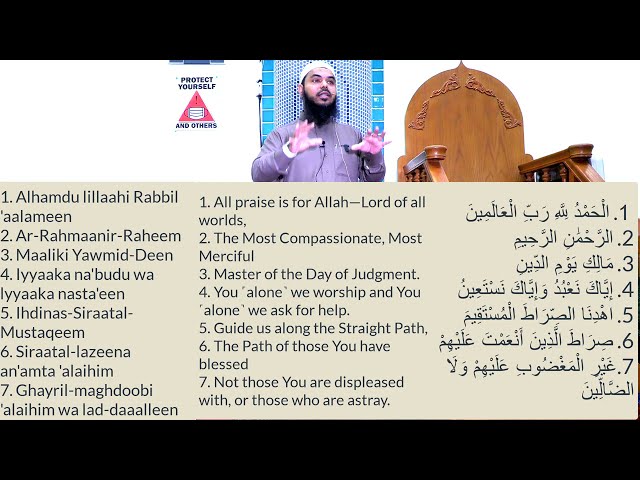 PROTECT
YOURSELF
AND OTHERS
1. Alhamdu lillaahi Rabbil
'aalameen
2. Ar-Rahmaanir-Raheem
3. Maaliki Yawmid-Deen
4. Iyyaaka na'budu wa
Iyyaaka nasta'een
5. Ihdinas-Siraatal-
Mustaqeem
6. Siraatal-lazeena
an'amta 'alaihim
7. Ghayril-maghdoobi
'alaihim wa lad-daaalleen
1. All praise is for Allah—Lord of all
worlds,
2. The Most Compassionate, Most
Merciful
3. Master of the Day of Judgment.
4. You ˊaloneˋ we worship and You
ˊaloneˋ we ask for help.
5. Guide us along the Straight Path,
6. The Path of those You have
blessed
7. Not those You are displeased
with, or those who are astray.
1. الْحَمْدُ لِلَّهِ رَبِّ الْعَالَمِينَ
2. الرَّحْمَٰنِ الرَّحِيمِ
3. مَالِكِ يَوْمِ الدِّينِ
4. إِيَّاكَ نَعْبُدُ وَإِيَّاكَ نَسْتَعِينُ
5. اهْدِنَا الصِّرَاطَ الْمُسْتَقِيمَ
6. صِرَاطَ الَّذِينَ أَنْعَمْتَ عَلَيْهِمْ
7. غَيْرِ الْمَغْضُوبِ عَلَيْهِمْ وَلَا
الضَّالِّينَ